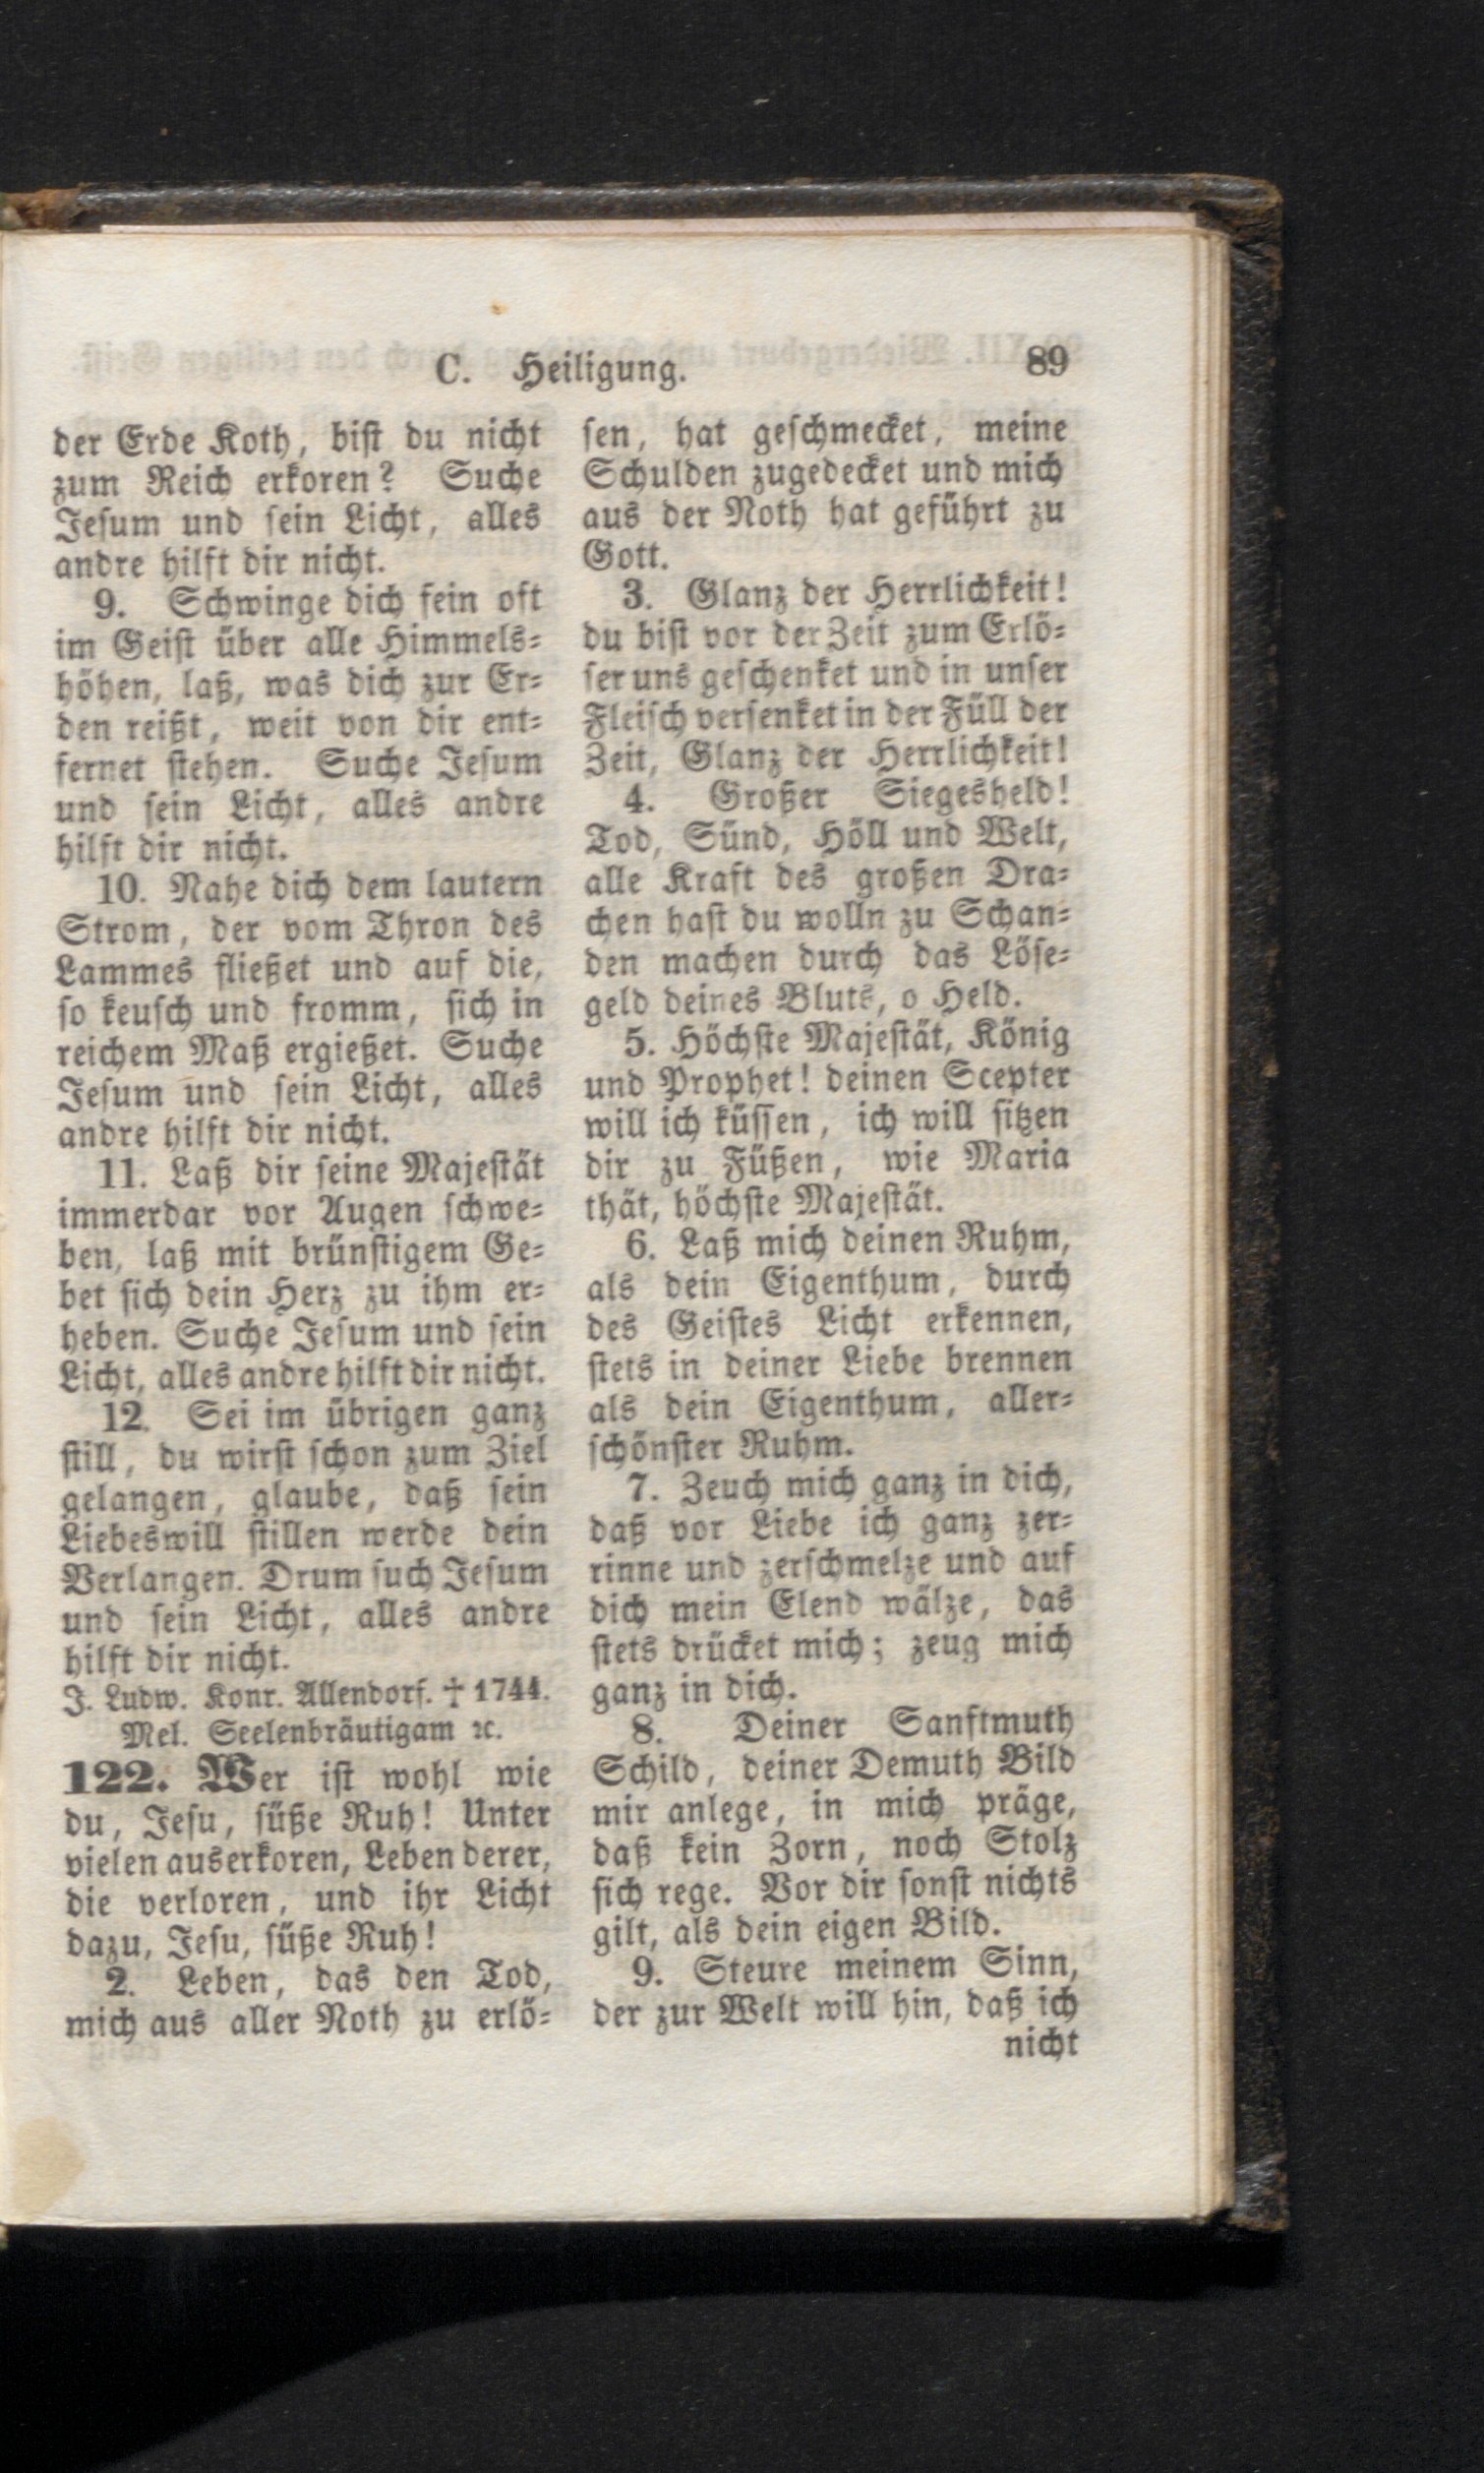 C. Heiligung. 89
der Erde Koth, bist du nicht
zum Reich erkoren? Suche
Jesum und sein Licht, alles
andre hilft dir nicht.
9. Schwinge dich fein oft
im Geist über alle Himmels-
höhen, laß, was dich zur Er-
den reißt, weit von dir ent-
fernet stehen. Suche Jesum
und sein Licht, alles andre
hilft dir nicht.
10. Nahe dich dem lautern
Strom, der vom Thron des
Lammes fließet und auf die,
so keusch und fromm, sich in
reichem Maß ergießet. Suche
Jesum und sein Licht, alles
andre hilft dir nicht.
11. Laß dir seine Majestät
immerdar vor Augen schwe-
ben, laß mit brünstigem Ge-
bet sich dein Herz zu ihm er-
heben. Suche Jesum und sein
Licht, alles andre hilft dir nicht.
12. Sei im übrigen ganz
still, du wirst schon zum Ziel
gelangen, glaube, daß sein
Liebeswill stillen werde dein
Verlangen. Drum such Jesum
und sein Licht, alles andre
hilft dir nicht.
J. Ludw. Konr. Allendorf. † 1744.
Mel. Seelenbräutigam ꝛc.
122. Wer ist wohl wie
du, Jesu, süße Ruh! Unter
vielen auserkoren, Leben derer,
die verloren, und ihr Licht
dazu, Jesu, süße Ruh!
2. Leben, das den Tod,
mich aus aller Noth zu erlö-
sen, hat geschmecket, meine
Schulden zugedecket und mich
aus der Noth hat geführt zu
Gott.
3. Glanz der Herrlichkeit!
du bist vor der Zeit zum Erlö-
ser uns geschenket und in unser
Fleisch versenket in der Füll der
Zeit, Glanz der Herrlichkeit!
4. Großer Siegesheld!
Tod, Sünd, Höll und Welt,
alle Kraft des großen Dra-
chen hast du wolln zu Schan-
den machen durch das Löse-
geld deines Bluts, o Held.
5. Höchste Majestät, König
und Prophet! deinen Scepter
will ich küssen, ich will sitzen
dir zu Füßen, wie Maria
thät, höchste Majestät.
6. Laß mich deinen Ruhm,
als dein Eigenthum, durch
des Geistes Licht erkennen,
stets in deiner Liebe brennen
als dein Eigenthum, aller-
schönster Ruhm.
7. Zeuch mich ganz in dich,
daß vor Liebe ich ganz zer-
rinne und zerschmelze und auf
dich mein Elend wälze, das
stets drücket mich; zeug mich
ganz in dich.
8. Deiner Sanftmuth
Schild, deiner Demuth Bild
mir anlege, in mich präge,
daß kein Zorn, noch Stolz
sich rege. Vor dir sonst nichts
gilt, als dein eigen Bild.
9. Steure meinem Sinn,
der zur Welt will hin, daß ich
nicht